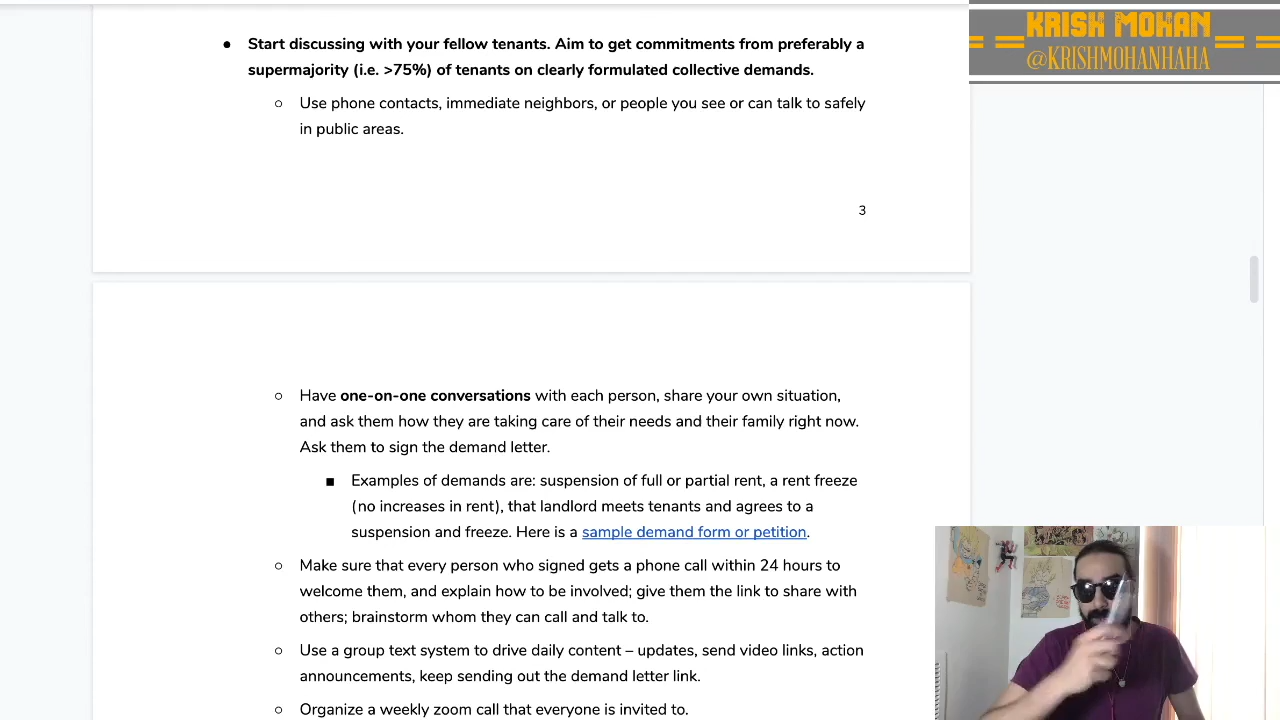 KRISH MOHAN
@KRISHMOHANHAHA
● Start discussing with your fellow tenants. Aim to get commitments from preferably a
supermajority (i.e. >75%) of tenants on clearly formulated collective demands.
○ Use phone contacts, immediate neighbors, or people you see or can talk to safely
in public areas.
3
○ Have one-on-one conversations with each person, share your own situation,
and ask them how they are taking care of their needs and their family right now.
Ask them to sign the demand letter.
■ Examples of demands are: suspension of full or partial rent, a rent freeze
(no increases in rent), that landlord meets tenants and agrees to a
suspension and freeze. Here is a sample demand form or petition.
○ Make sure that every person who signed gets a phone call within 24 hours to
welcome them, and explain how to be involved; give them the link to share with
others; brainstorm whom they can call and talk to.
○ Use a group text system to drive daily content – updates, send video links, action
announcements, keep sending out the demand letter link.
○ Organize a weekly zoom call that everyone is invited to.